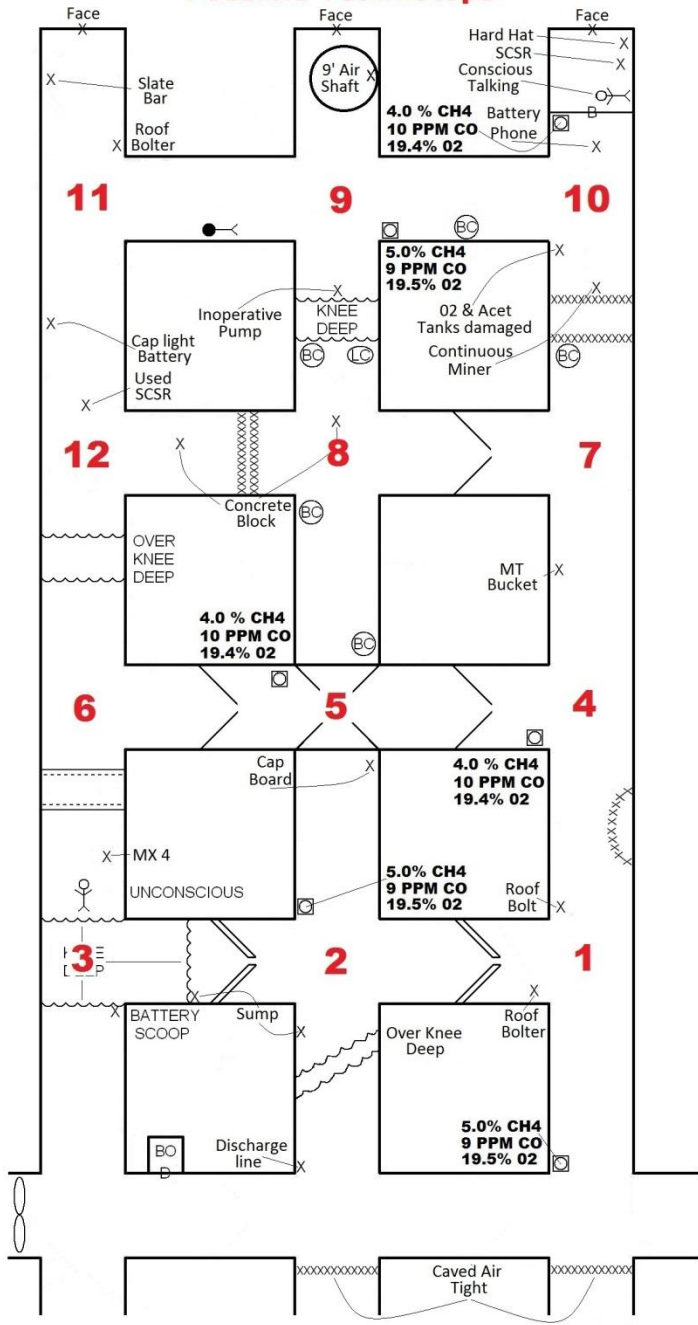 Face
Face
Face
Slate
Bar
Roof
Bolter
9' Air
Shaft
Hard Hat
SCSR
Conscious
Talking
B
Battery
Phone
4.0 % CH4
10 PPM CO
19.4% 02
11
9
10
BC
5.0% CH4
9 PPM CO
19.5% 02
Inoperative
Pump
KNEE
DEEP
02 & Acet
Tanks damaged
Continuous
Miner
Cap light
Battery
Used
SCSR
BC
LC
BC
12
8
7
Concrete
Block
BC
OVER
KNEE
DEEP
MT
Bucket
4.0 % CH4
10 PPM CO
19.4% 02
BC
6
5
4
Cap
Board
4.0 % CH4
10 PPM CO
19.4% 02
MX 4
UNCONSCIOUS
5.0% CH4
9 PPM CO
19.5% 02
Roof
Bolt
3
2
1
BATTERY
SCOOP
Sump
Over Knee
Deep
Roof
Bolter
BO
D
Discharge
line
5.0% CH4
9 PPM CO
19.5% 02
Caved Air
Tight